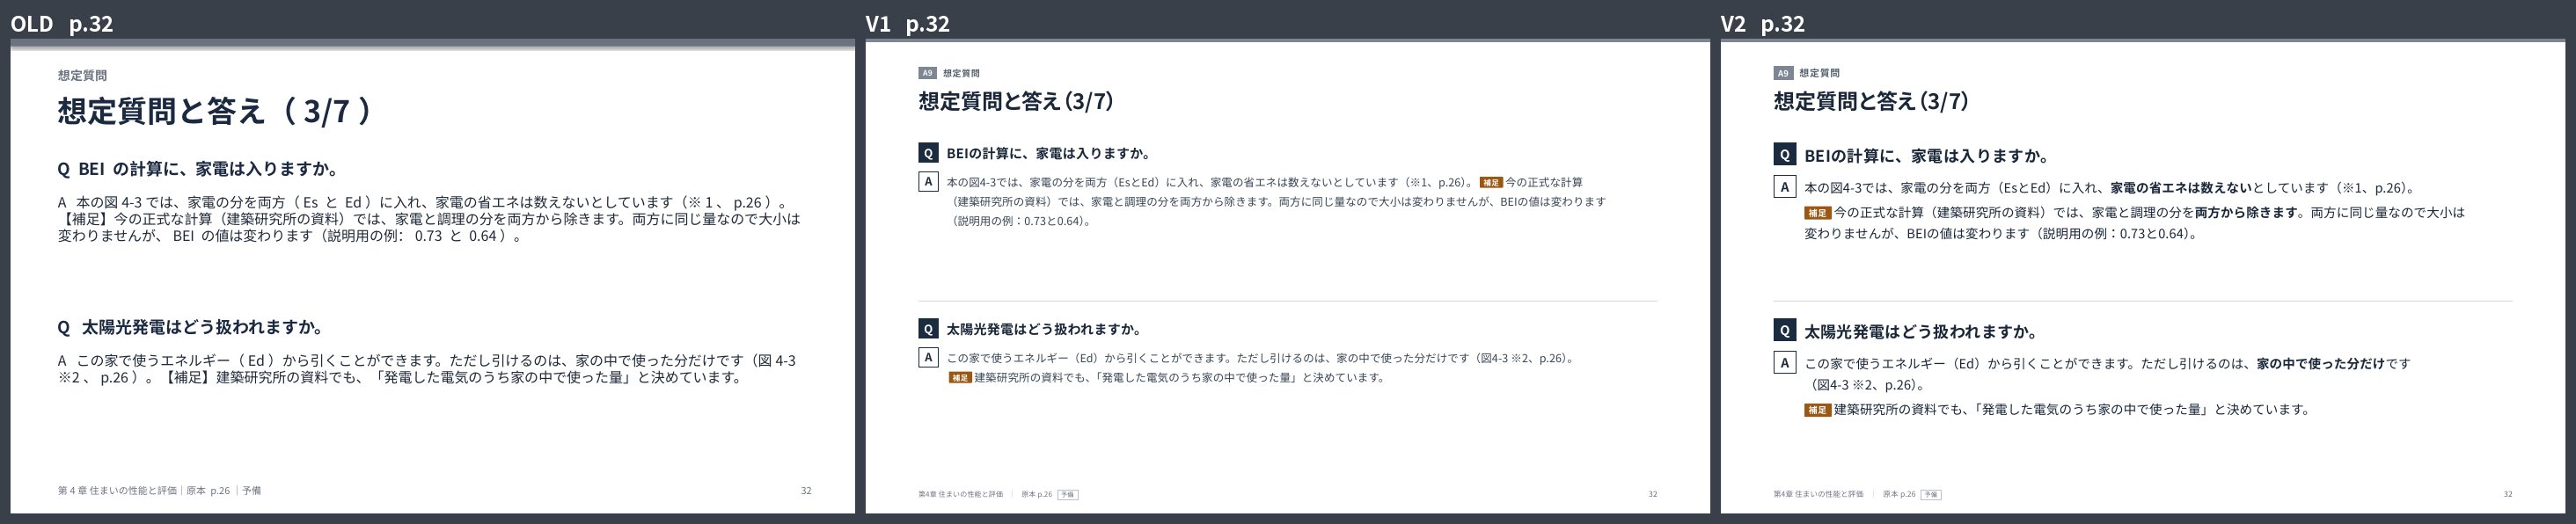 OLD p.32
想定質問
想定質問と答え（ 3/7 ）
Q BEI の計算に、家電は入りますか。
A 本の図 4-3 では、家電の分を両方（ Es と Ed ）に入れ、家電の省エネは数えないとしています（※ 1 、 p.26 ）。
【補足】今の正式な計算（建築研究所の資料）では、家電と調理の分を両方から除きます。両方に同じ量なので大小は
変わりませんが、 BEI の値は変わります（説明用の例： 0.73 と 0.64 ）。
Q 太陽光発電はどう扱われますか。
A この家で使うエネルギー（ Ed ）から引くことができます。ただし引けるのは、家の中で使った分だけです（図 4-3
※2 、 p.26 ）。【補足】建築研究所の資料でも、「発電した電気のうち家の中で使った量」と決めています。
第 4 章 住まいの性能と評価｜原本 p.26 ｜予備
32
V1 p.32
A9 想定質問
想定質問と答え（3/7）
Q BEIの計算に、家電は入りますか。
A 本の図4-3では、家電の分を両方（EsとEd）に入れ、家電の省エネは数えないとしています（※1、p.26）。 補足 今の正式な計算
（建築研究所の資料）では、家電と調理の分を両方から除きます。両方に同じ量なので大小は変わりませんが、BEIの値は変わります
（説明用の例：0.73と0.64）。
Q 太陽光発電はどう扱われますか。
A この家で使うエネルギー（Ed）から引くことができます。ただし引けるのは、家の中で使った分だけです（図4-3 ※2、p.26）。
補足 建築研究所の資料でも、「発電した電気のうち家の中で使った量」と決めています。
第4章 住まいの性能と評価｜原本 p.26 予備
32
V2 p.32
A9 想定質問
想定質問と答え（3/7）
Q BEIの計算に、家電は入りますか。
A 本の図4-3では、家電の分を両方（EsとEd）に入れ、家電の省エネは数えないとしています（※1、p.26）。
補足 今の正式な計算（建築研究所の資料）では、家電と調理の分を両方から除きます。両方に同じ量なので大小は
変わりませんが、BEIの値は変わります（説明用の例：0.73と0.64）。
Q 太陽光発電はどう扱われますか。
A この家で使うエネルギー（Ed）から引くことができます。ただし引けるのは、家の中で使った分だけです
（図4-3 ※2、p.26）。
補足 建築研究所の資料でも、「発電した電気のうち家の中で使った量」と決めています。
第4章 住まいの性能と評価｜原本 p.26 予備
32